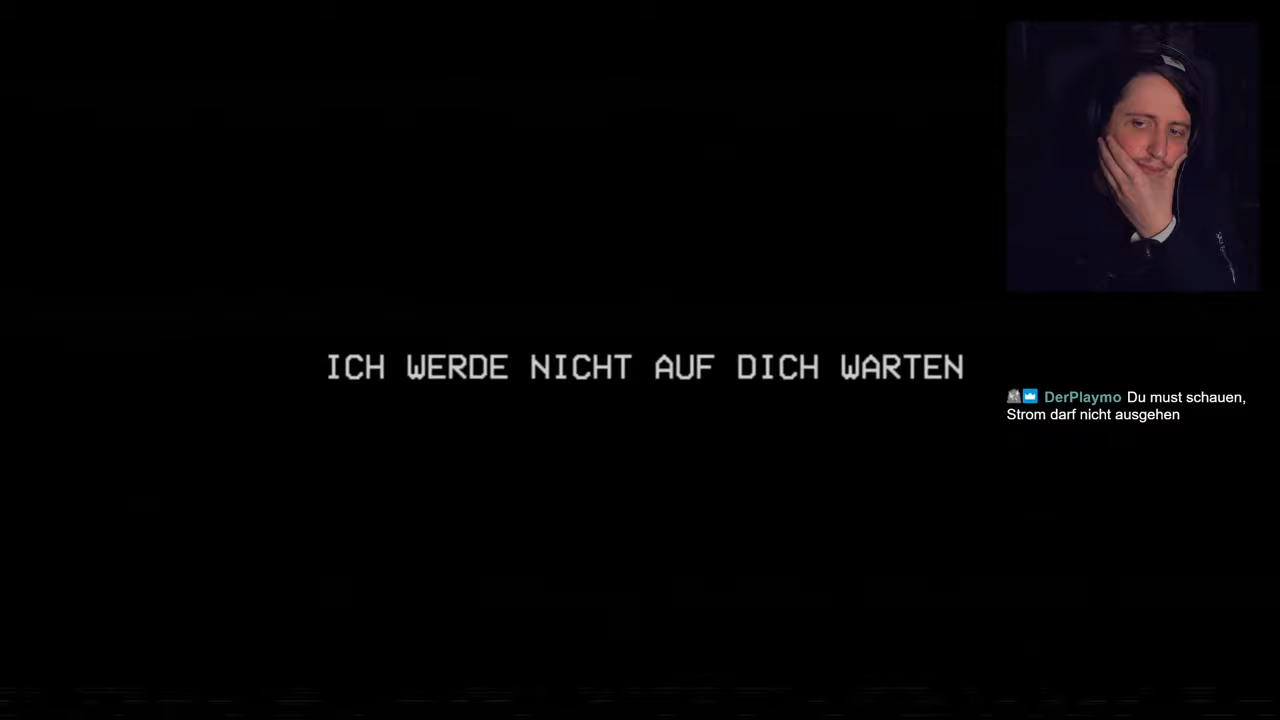 ICH WERDE NICHT AUF DICH WARTEN
DerPlaymo Du must schauen,
Strom darf nicht ausgehen